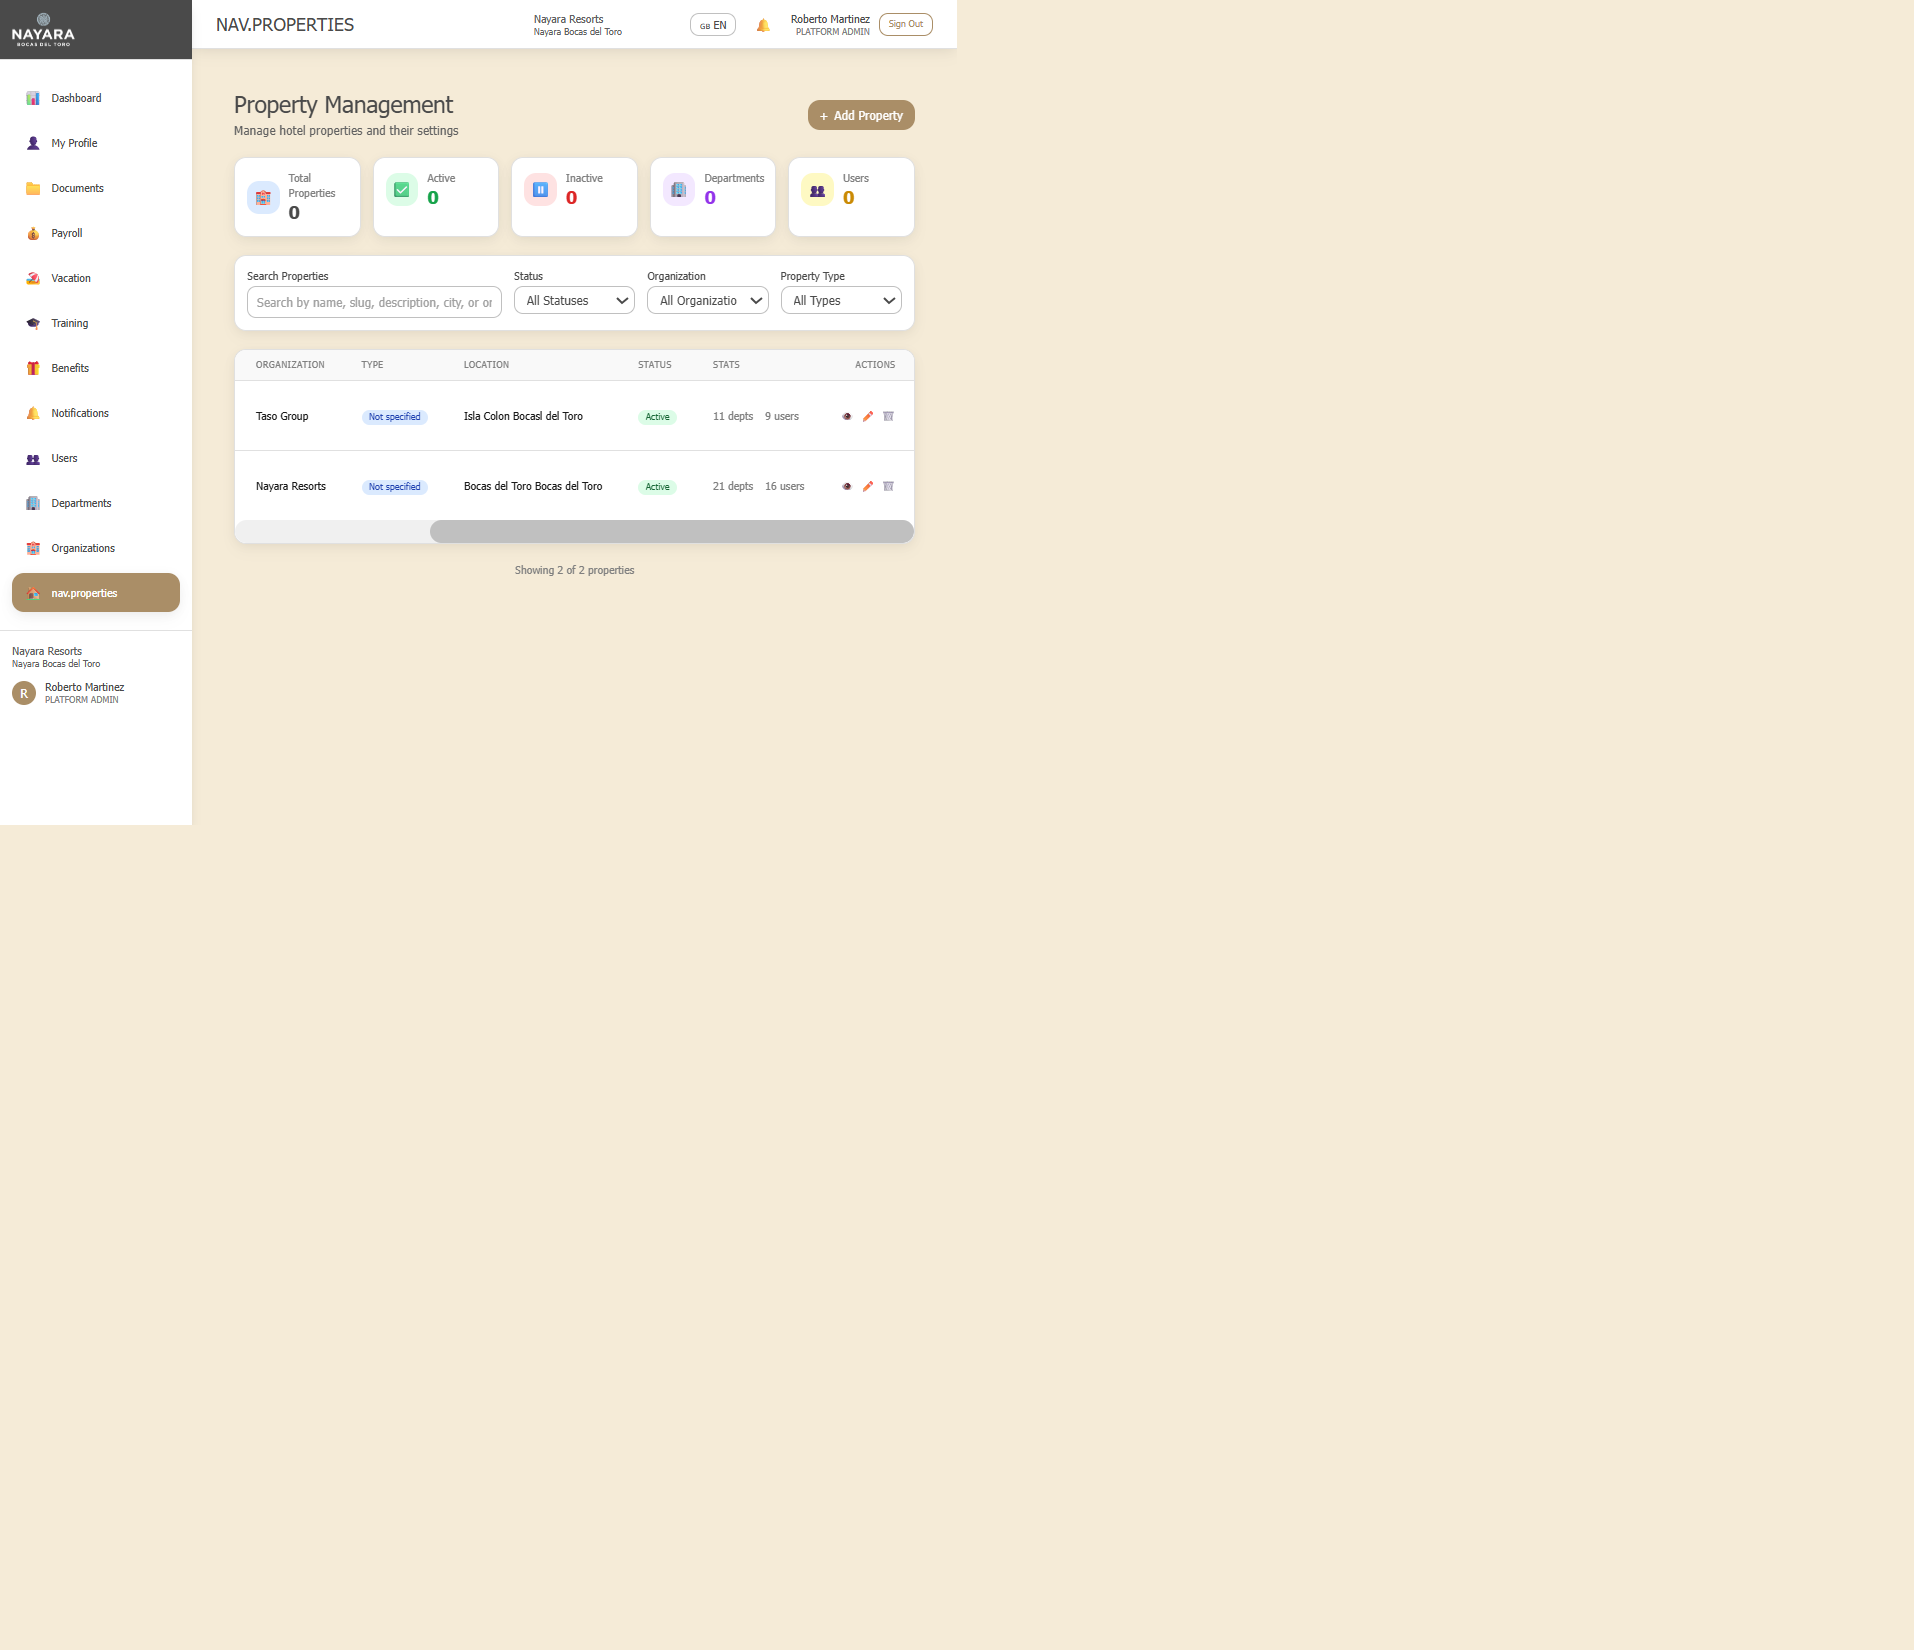 NAYARA
BOCAS DEL TORO
NAV.PROPERTIES
Nayara Resorts
Nayara Bocas del Toro
GB EN
Roberto Martinez
PLATFORM ADMIN
Sign Out
Dashboard
My Profile
Documents
Payroll
Vacation
Training
Benefits
Notifications
Users
Departments
Organizations
nav.properties
Nayara Resorts
Nayara Bocas del Toro
R
Roberto Martinez
PLATFORM ADMIN
Property Management
Manage hotel properties and their settings
+ Add Property
Total Properties
0
Active
0
Inactive
0
Departments
0
Users
0
Search Properties
Search by name, slug, description, city, or or
Status
All Statuses
Organization
All Organizatio
Property Type
All Types
ORGANIZATION TYPE LOCATION STATUS STATS ACTIONS
Taso Group Not specified Isla Colon Bocasl del Toro Active 11 depts 9 users
Nayara Resorts Not specified Bocas del Toro Bocas del Toro Active 21 depts 16 users
Showing 2 of 2 properties